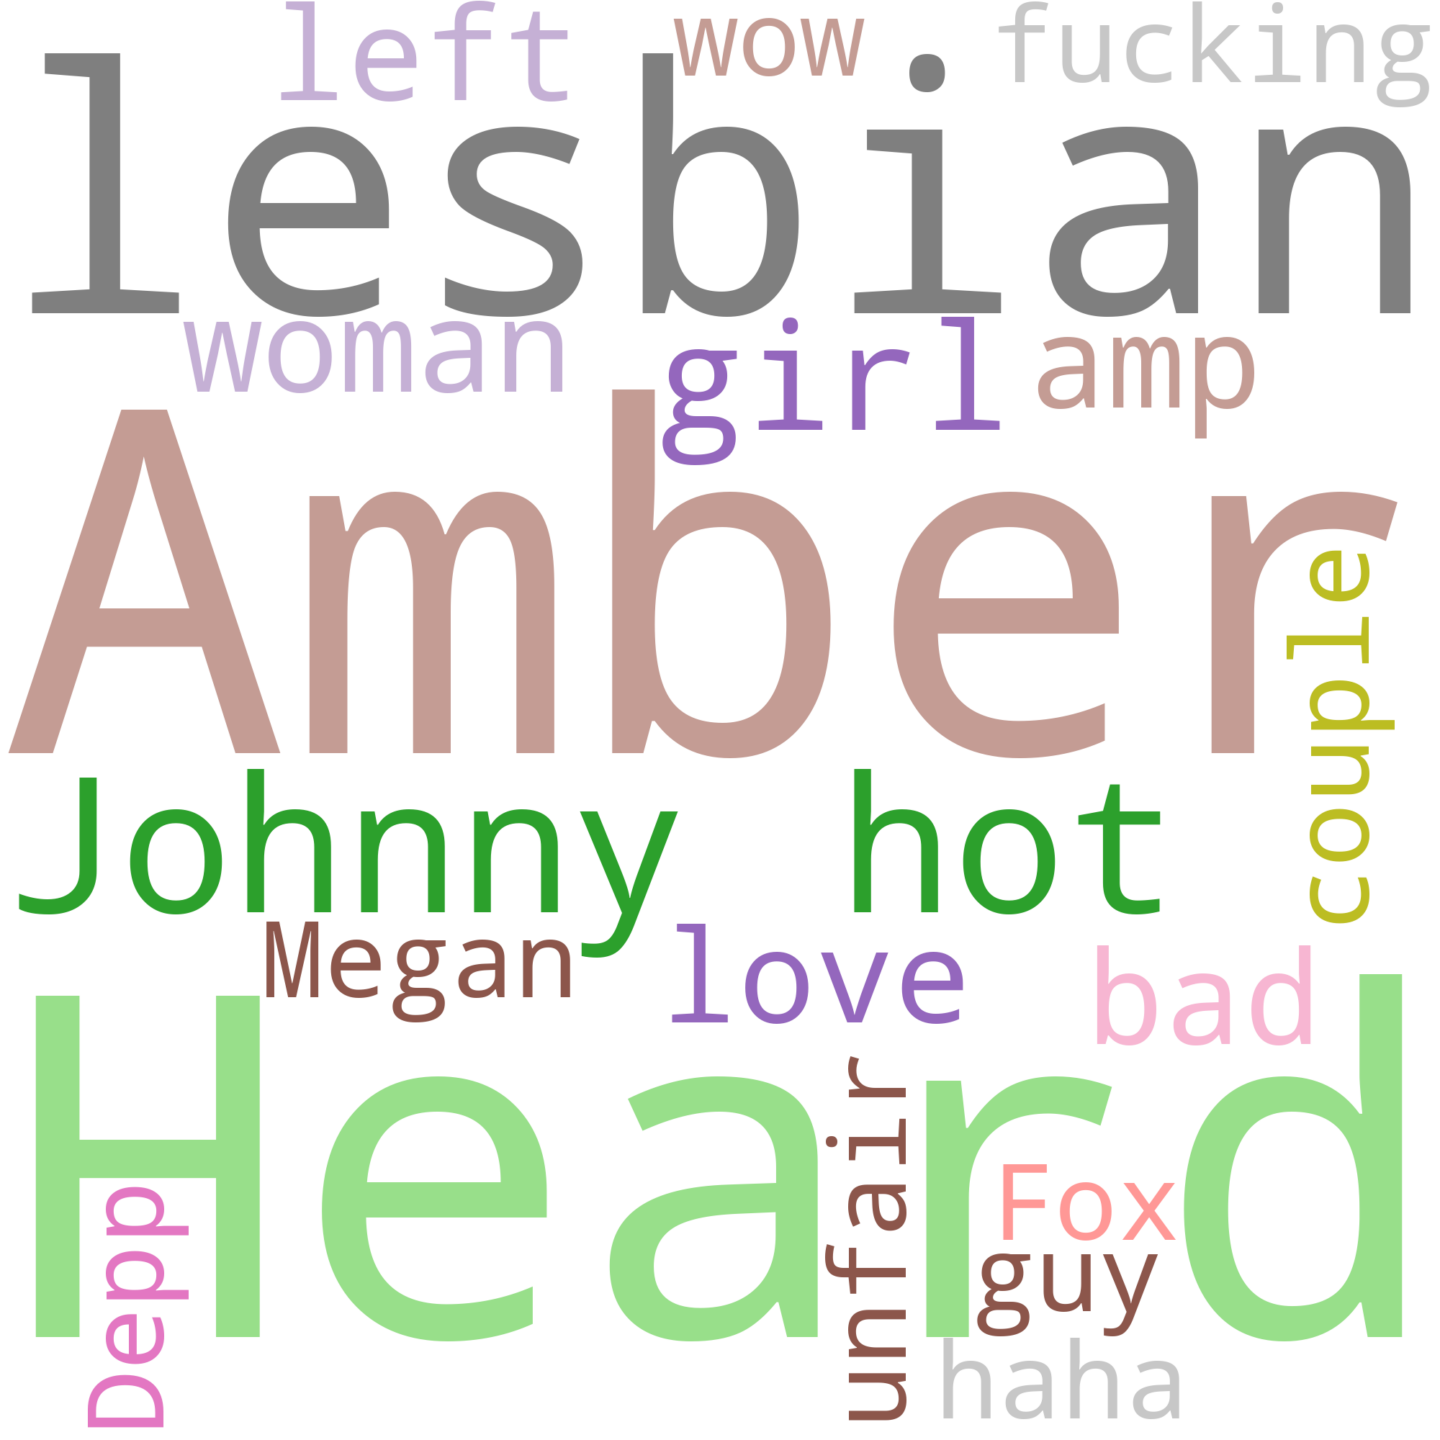 left wow fucking
lesbian
woman girl amp
Amber
couple
Johnny hot
Megan love bad
Heard
unfair
Fox
Depp
guy
haha